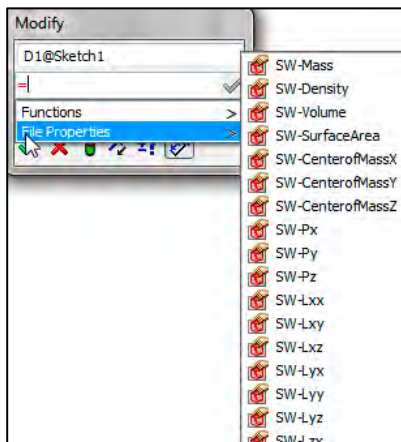 Modify
D1@Sketch1
=
Functions >
File Properties >
SW-Mass
SW-Density
SW-Volume
SW-SurfaceArea
SW-CenterofMassX
SW-CenterofMassY
SW-CenterofMassZ
SW-Px
SW-Py
SW-Pz
SW-Lxx
SW-Lxy
SW-Lxz
SW-Lyx
SW-Lyy
SW-Lyz
SW-Lzx